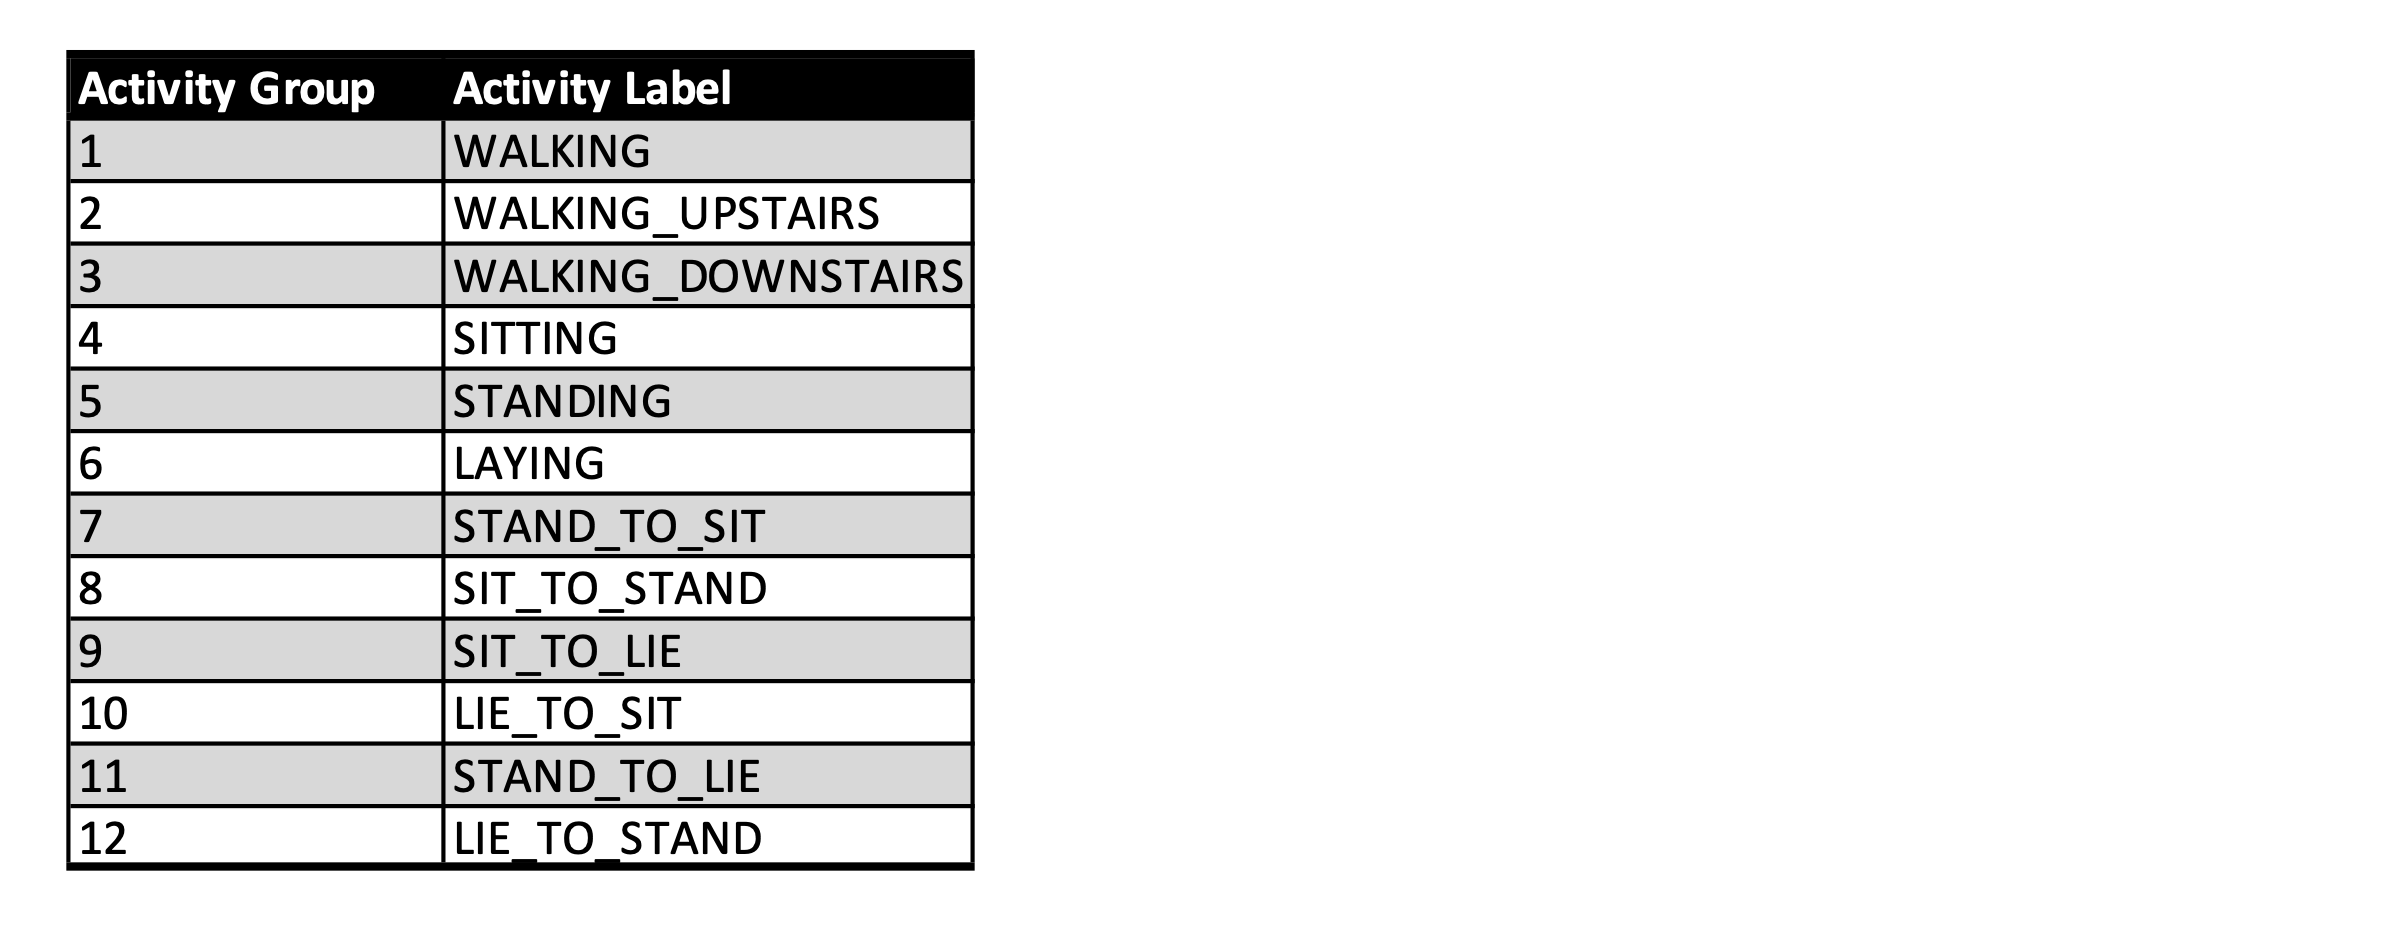 Activity Group Activity Label
1 WALKING
2 WALKING_UPSTAIRS
3 WALKING_DOWNSTAIRS
4 SITTING
5 STANDING
6 LAYING
7 STAND_TO_SIT
8 SIT_TO_STAND
9 SIT_TO_LIE
10 LIE_TO_SIT
11 STAND_TO_LIE
12 LIE_TO_STAND